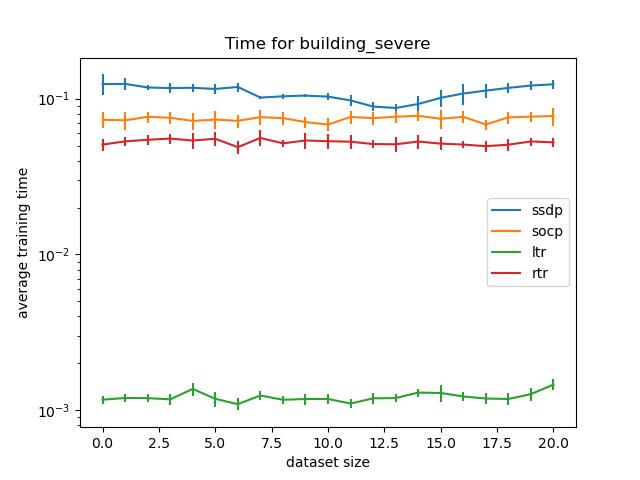 Time for building_severe
average training time
10⁻¹
10⁻²
10⁻³
ssdp
socp
ltr
rtr
0.0 2.5 5.0 7.5 10.0 12.5 15.0 17.5 20.0
dataset size